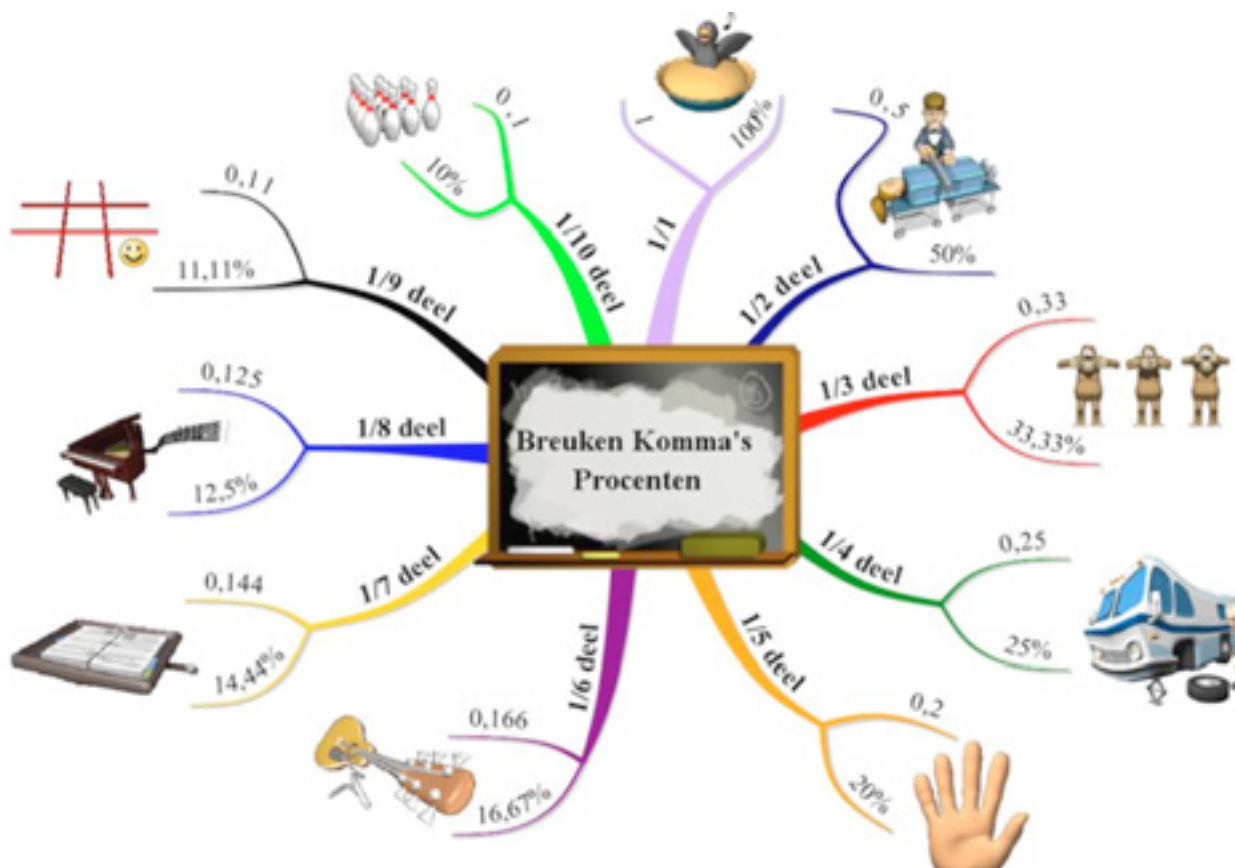 Breuken Komma's
Procenten
1/1
1
100%
1/2 deel
0,5
50%
1/3 deel
0,33
33,33%
1/4 deel
0,25
25%
1/5 deel
0,2
20%
1/6 deel
0,166
16,67%
1/7 deel
0,144
14,44%
1/8 deel
0,125
12,5%
1/9 deel
0,11
11,11%
1/10 deel
0,1
10%